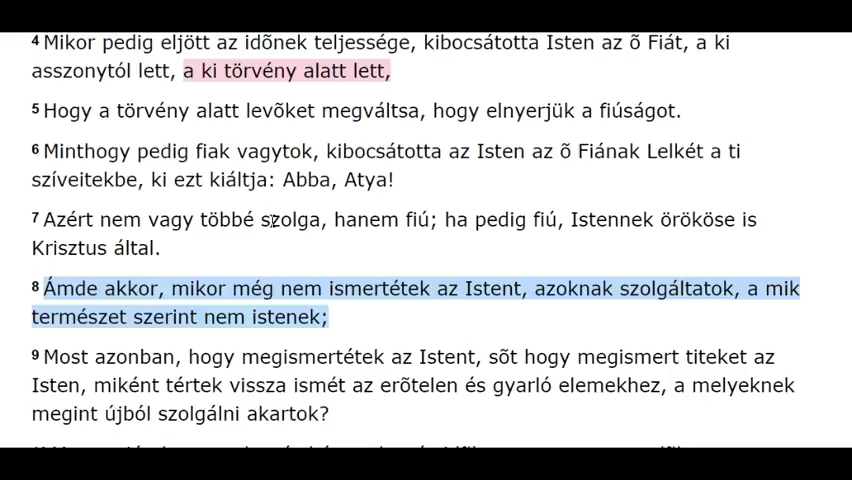 4 Mikor pedig eljött az idõnek teljessége, kibocsátotta Isten az õ Fiát, a ki
asszonytól lett, a ki törvény alatt lett,
5 Hogy a törvény alatt levõket megváltsa, hogy elnyerjük a fiúságot.
6 Minthogy pedig fiak vagytok, kibocsátotta az Isten az õ Fiának Lelkét a ti
szíveitekbe, ki ezt kiáltja: Abba, Atya!
7 Azért nem vagy többé szolga, hanem fiú; ha pedig fiú, Istennek örököse is
Krisztus által.
8 Ámde akkor, mikor még nem ismertétek az Istent, azoknak szolgáltatok, a mik
természet szerint nem istenek;
9 Most azonban, hogy megismertétek az Istent, sõt hogy megismert titeket az
Isten, miként tértek vissza ismét az erõtelen és gyarló elemekhez, a melyeknek
megint újból szolgálni akartok?